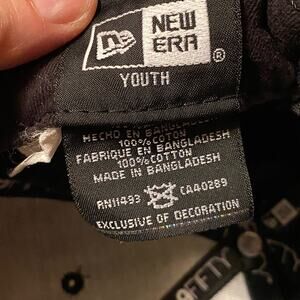 NEW
ERA
®
YOUTH
HECHO EN BANGLADESH
100%COTON
FABRIQUE EN BANGLADESH
100%COTTON
MADE IN BANGLADESH
RN11493 CAA0289
EXCLUSIVE OF DECORATION